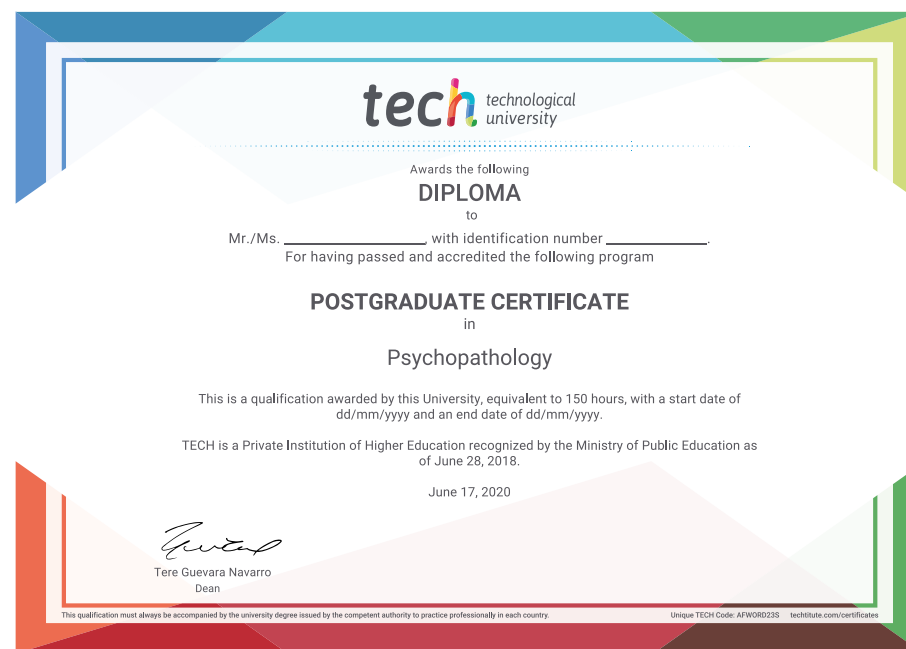 tech technological
university
Awards the following
DIPLOMA
to
Mr./Ms. ____________________, with identification number ______________.
For having passed and accredited the following program
POSTGRADUATE CERTIFICATE
in
Psychopathology
This is a qualification awarded by this University, equivalent to 150 hours, with a start date of
dd/mm/yyyy and an end date of dd/mm/yyyy.
TECH is a Private Institution of Higher Education recognized by the Ministry of Public Education as
of June 28, 2018.
June 17, 2020
Tere Guevara Navarro
Dean
This qualification must always be accompanied by the university degree issued by the competent authority to practice professionally in each country.
Unique TECH Code: AFWORD23S techtitute.com/certificates